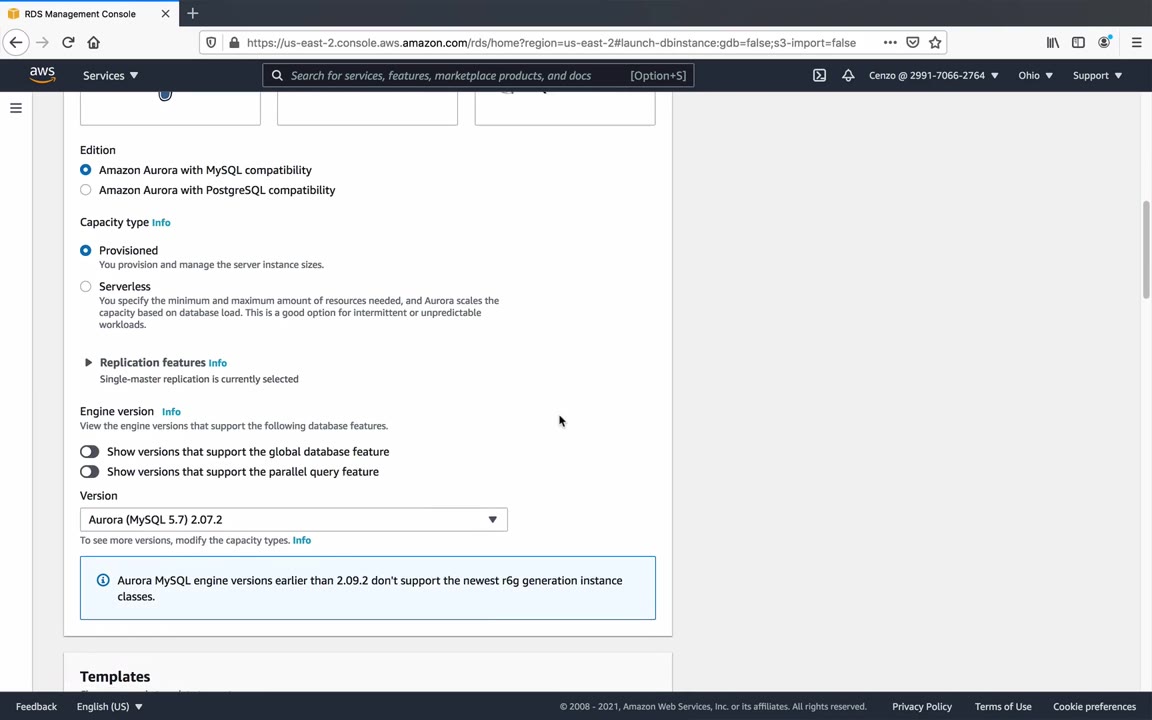 RDS Management Console
https://us-east-2.console.aws.amazon.com/rds/home?region=us-east-2#launch-dbinstance:gdb=false;s3-import=false
aws
Services
Search for services, features, marketplace products, and docs
[Option+S]
Cenzo @ 2991-7066-2764
Ohio
Support
Edition
Amazon Aurora with MySQL compatibility
Amazon Aurora with PostgreSQL compatibility
Capacity type Info
Provisioned
You provision and manage the server instance sizes.
Serverless
You specify the minimum and maximum amount of resources needed, and Aurora scales the
capacity based on database load. This is a good option for intermittent or unpredictable
workloads.
Replication features Info
Single-master replication is currently selected
Engine version Info
View the engine versions that support the following database features.
Show versions that support the global database feature
Show versions that support the parallel query feature
Version
Aurora (MySQL 5.7) 2.07.2
To see more versions, modify the capacity types. Info
Aurora MySQL engine versions earlier than 2.09.2 don't support the newest r6g generation instance
classes.
Templates
Feedback
English (US)
© 2008 - 2021, Amazon Web Services, Inc. or its affiliates. All rights reserved.
Privacy Policy
Terms of Use
Cookie preferences